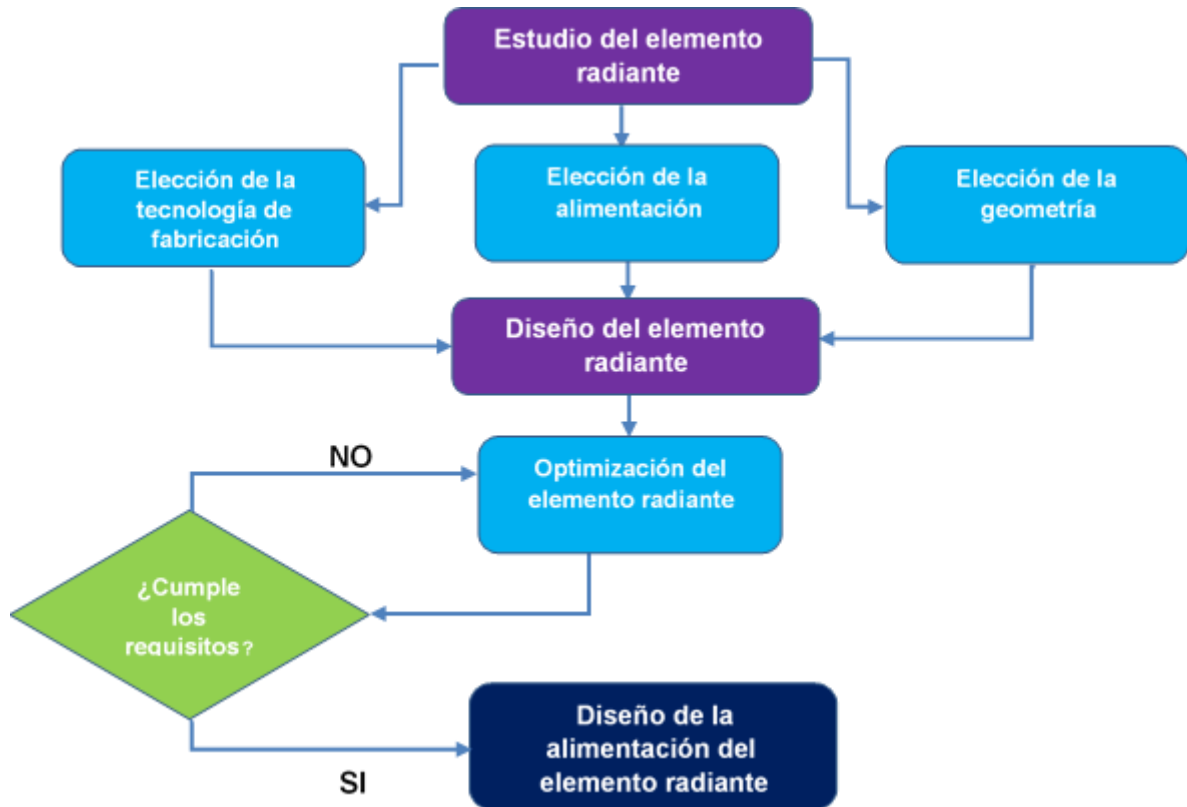 Estudio del elemento
radiante
Elección de la
tecnología de
fabricación
Elección de la
alimentación
Elección de la
geometría
Diseño del elemento
radiante
NO
Optimización del
elemento radiante
¿Cumple
los
requisitos?
SI
Diseño de la
alimentación del
elemento radiante